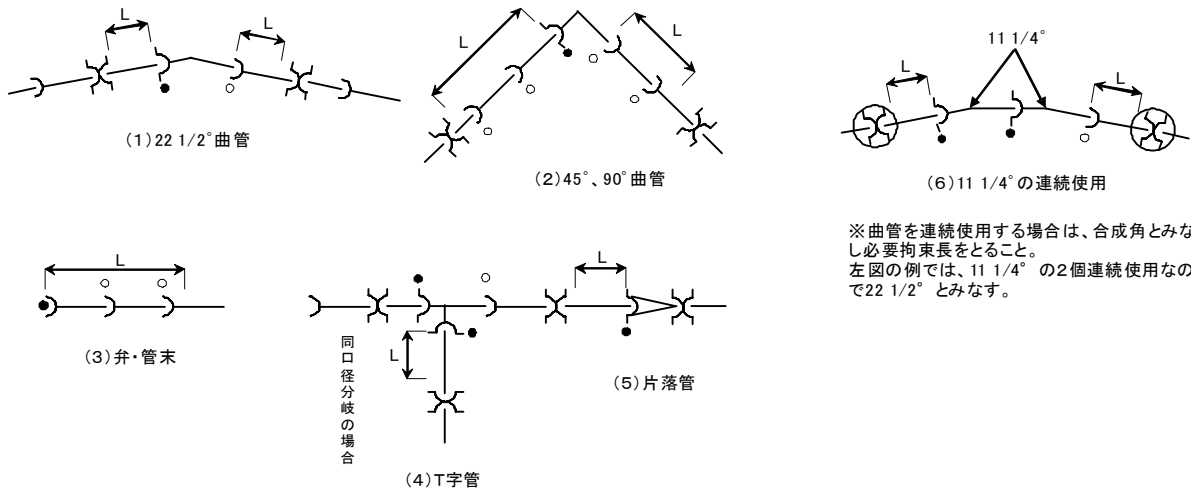 L
L
(1)22 1/2°曲管
L
L
(2)45°、90°曲管
11 1/4°
L
L
(6)11 1/4°の連続使用
※曲管を連続使用する場合は、合成角とみな
し必要拘束長をとること。
左図の例では、11 1/4° の2個連続使用なの
で22 1/2° とみなす。
L
(3)弁・管末
L
同口径分岐の場合
L
(4)T字管
(5)片落管